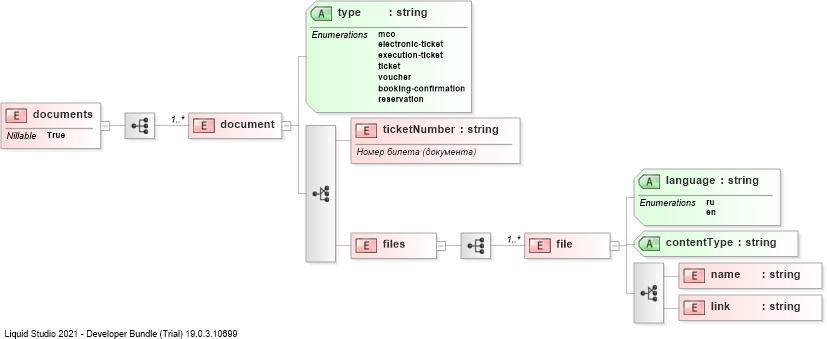 A type : string
Enumerations mco
electronic-ticket
execution-ticket
ticket
voucher
booking-confirmation
reservation
E documents
Nillable True
1..*
E document
E ticketNumber : string
Номер билета (документа)
A language : string
Enumerations ru
en
E files
1..*
E file
A contentType : string
E name : string
E link : string
Liquid Studio 2021 - Developer Bundle (Trial) 19.0.3.10699